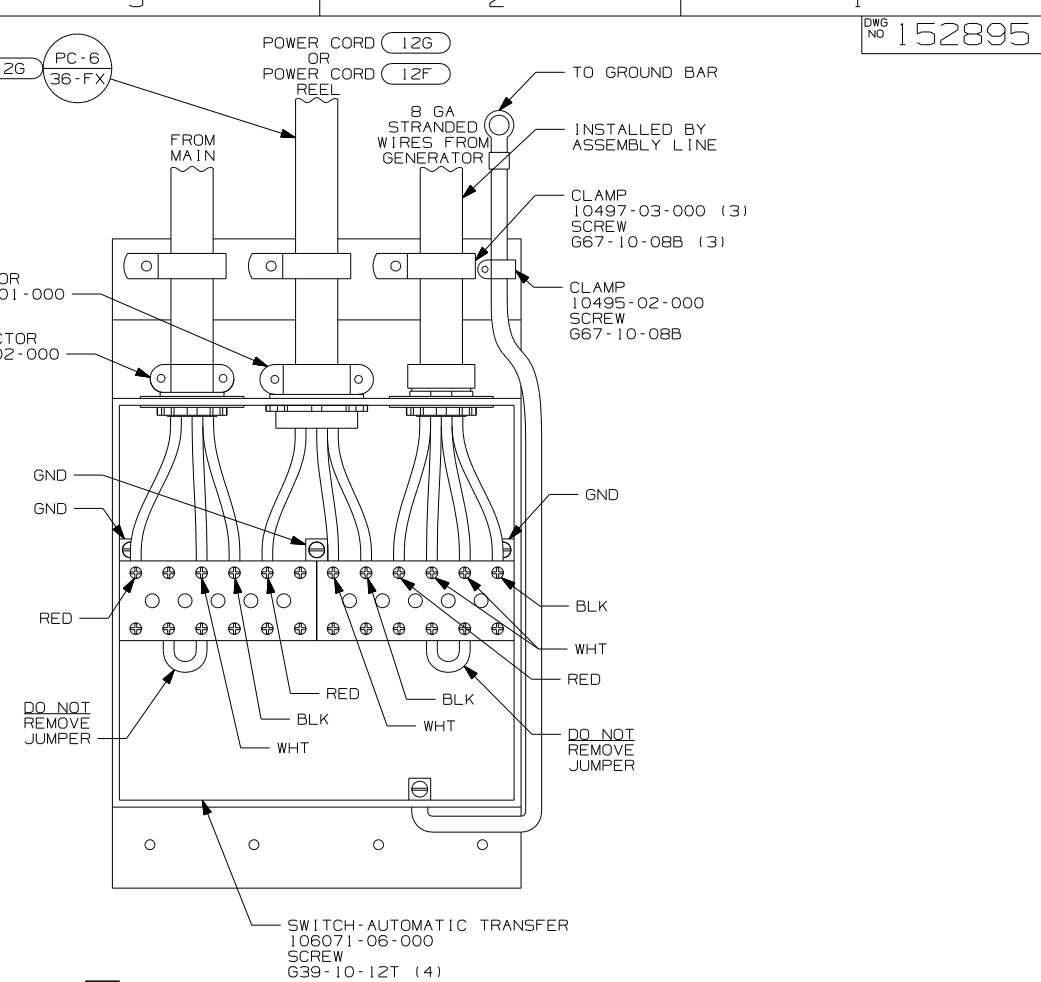 2
1
DWG
NO 152895
2G
PC-6
36-FX
POWER CORD 12G
OR
POWER CORD 12F
REEL
FROM
MAIN
8 GA
STRANDED
WIRES FROM
GENERATOR
TO GROUND BAR
INSTALLED BY
ASSEMBLY LINE
CLAMP
10497-03-000 (3)
SCREW
G67-10-08B (3)
OR
01-000
CTOR
02-000
CLAMP
10495-02-000
SCREW
G67-10-08B
GND
GND
GND
RED
BLK
WHT
RED
RED
BLK
BLK
WHT
WHT
DO NOT
REMOVE
JUMPER
DO NOT
REMOVE
JUMPER
SWITCH-AUTOMATIC TRANSFER
106071-06-000
SCREW
G39-10-12T (4)